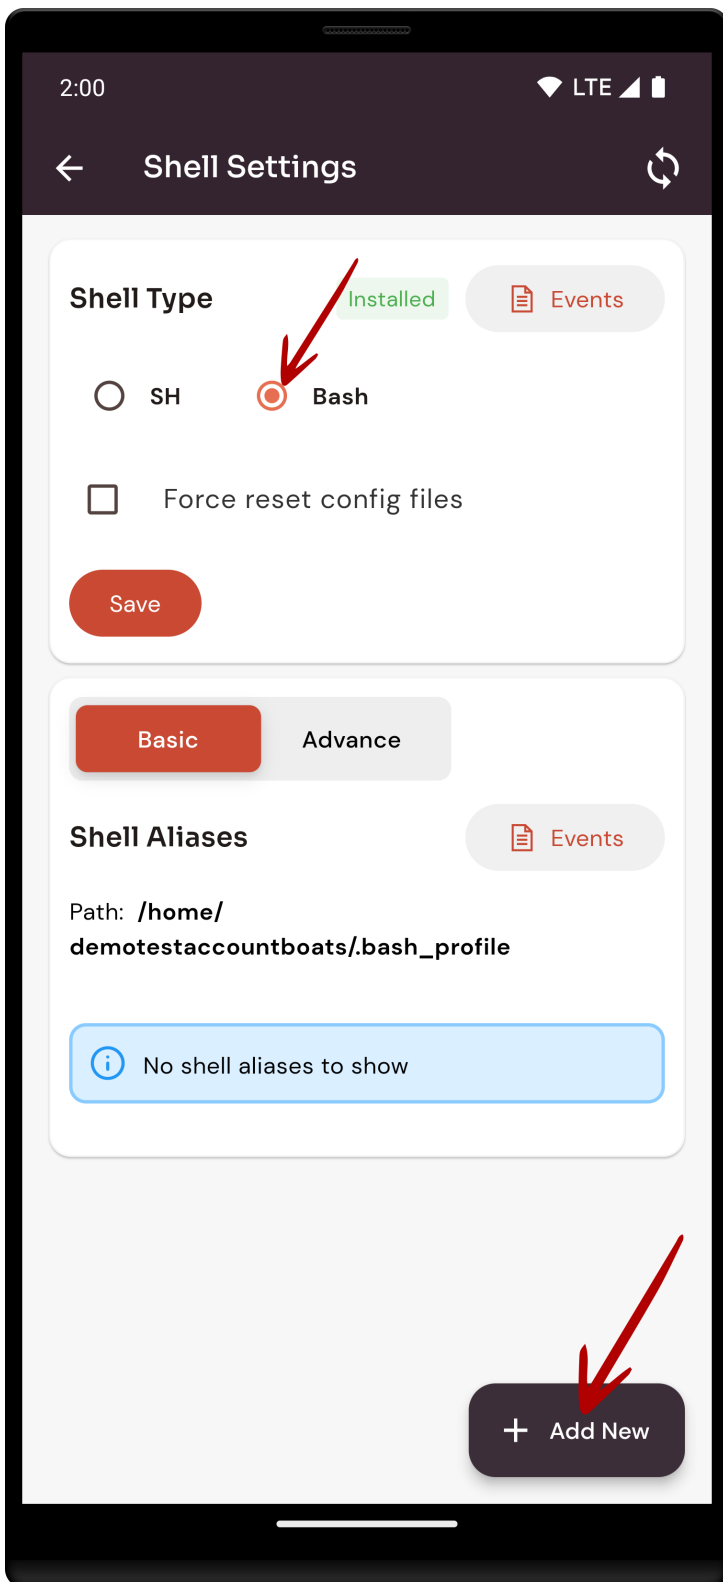 2:00 LTE
Shell Settings
Shell Type Installed Events
SH Bash
Force reset config files
Save
Basic Advance
Shell Aliases Events
Path: /home/
demotestaccountboats/.bash_profile
No shell aliases to show
+ Add New